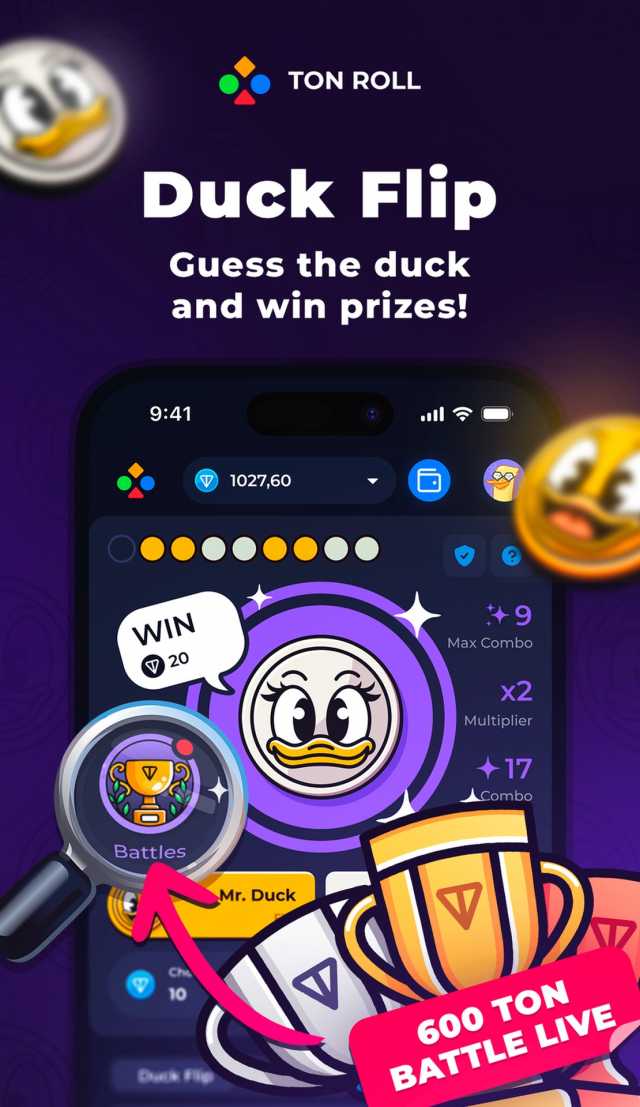 TON ROLL
Duck Flip
Guess the duck
and win prizes!
9:41
1027,60
WIN
20
9
Max Combo
x2
Multiplier
17
Combo
Battles
Mr. Duck
10
Duck Flip
600 TON
BATTLE LIVE